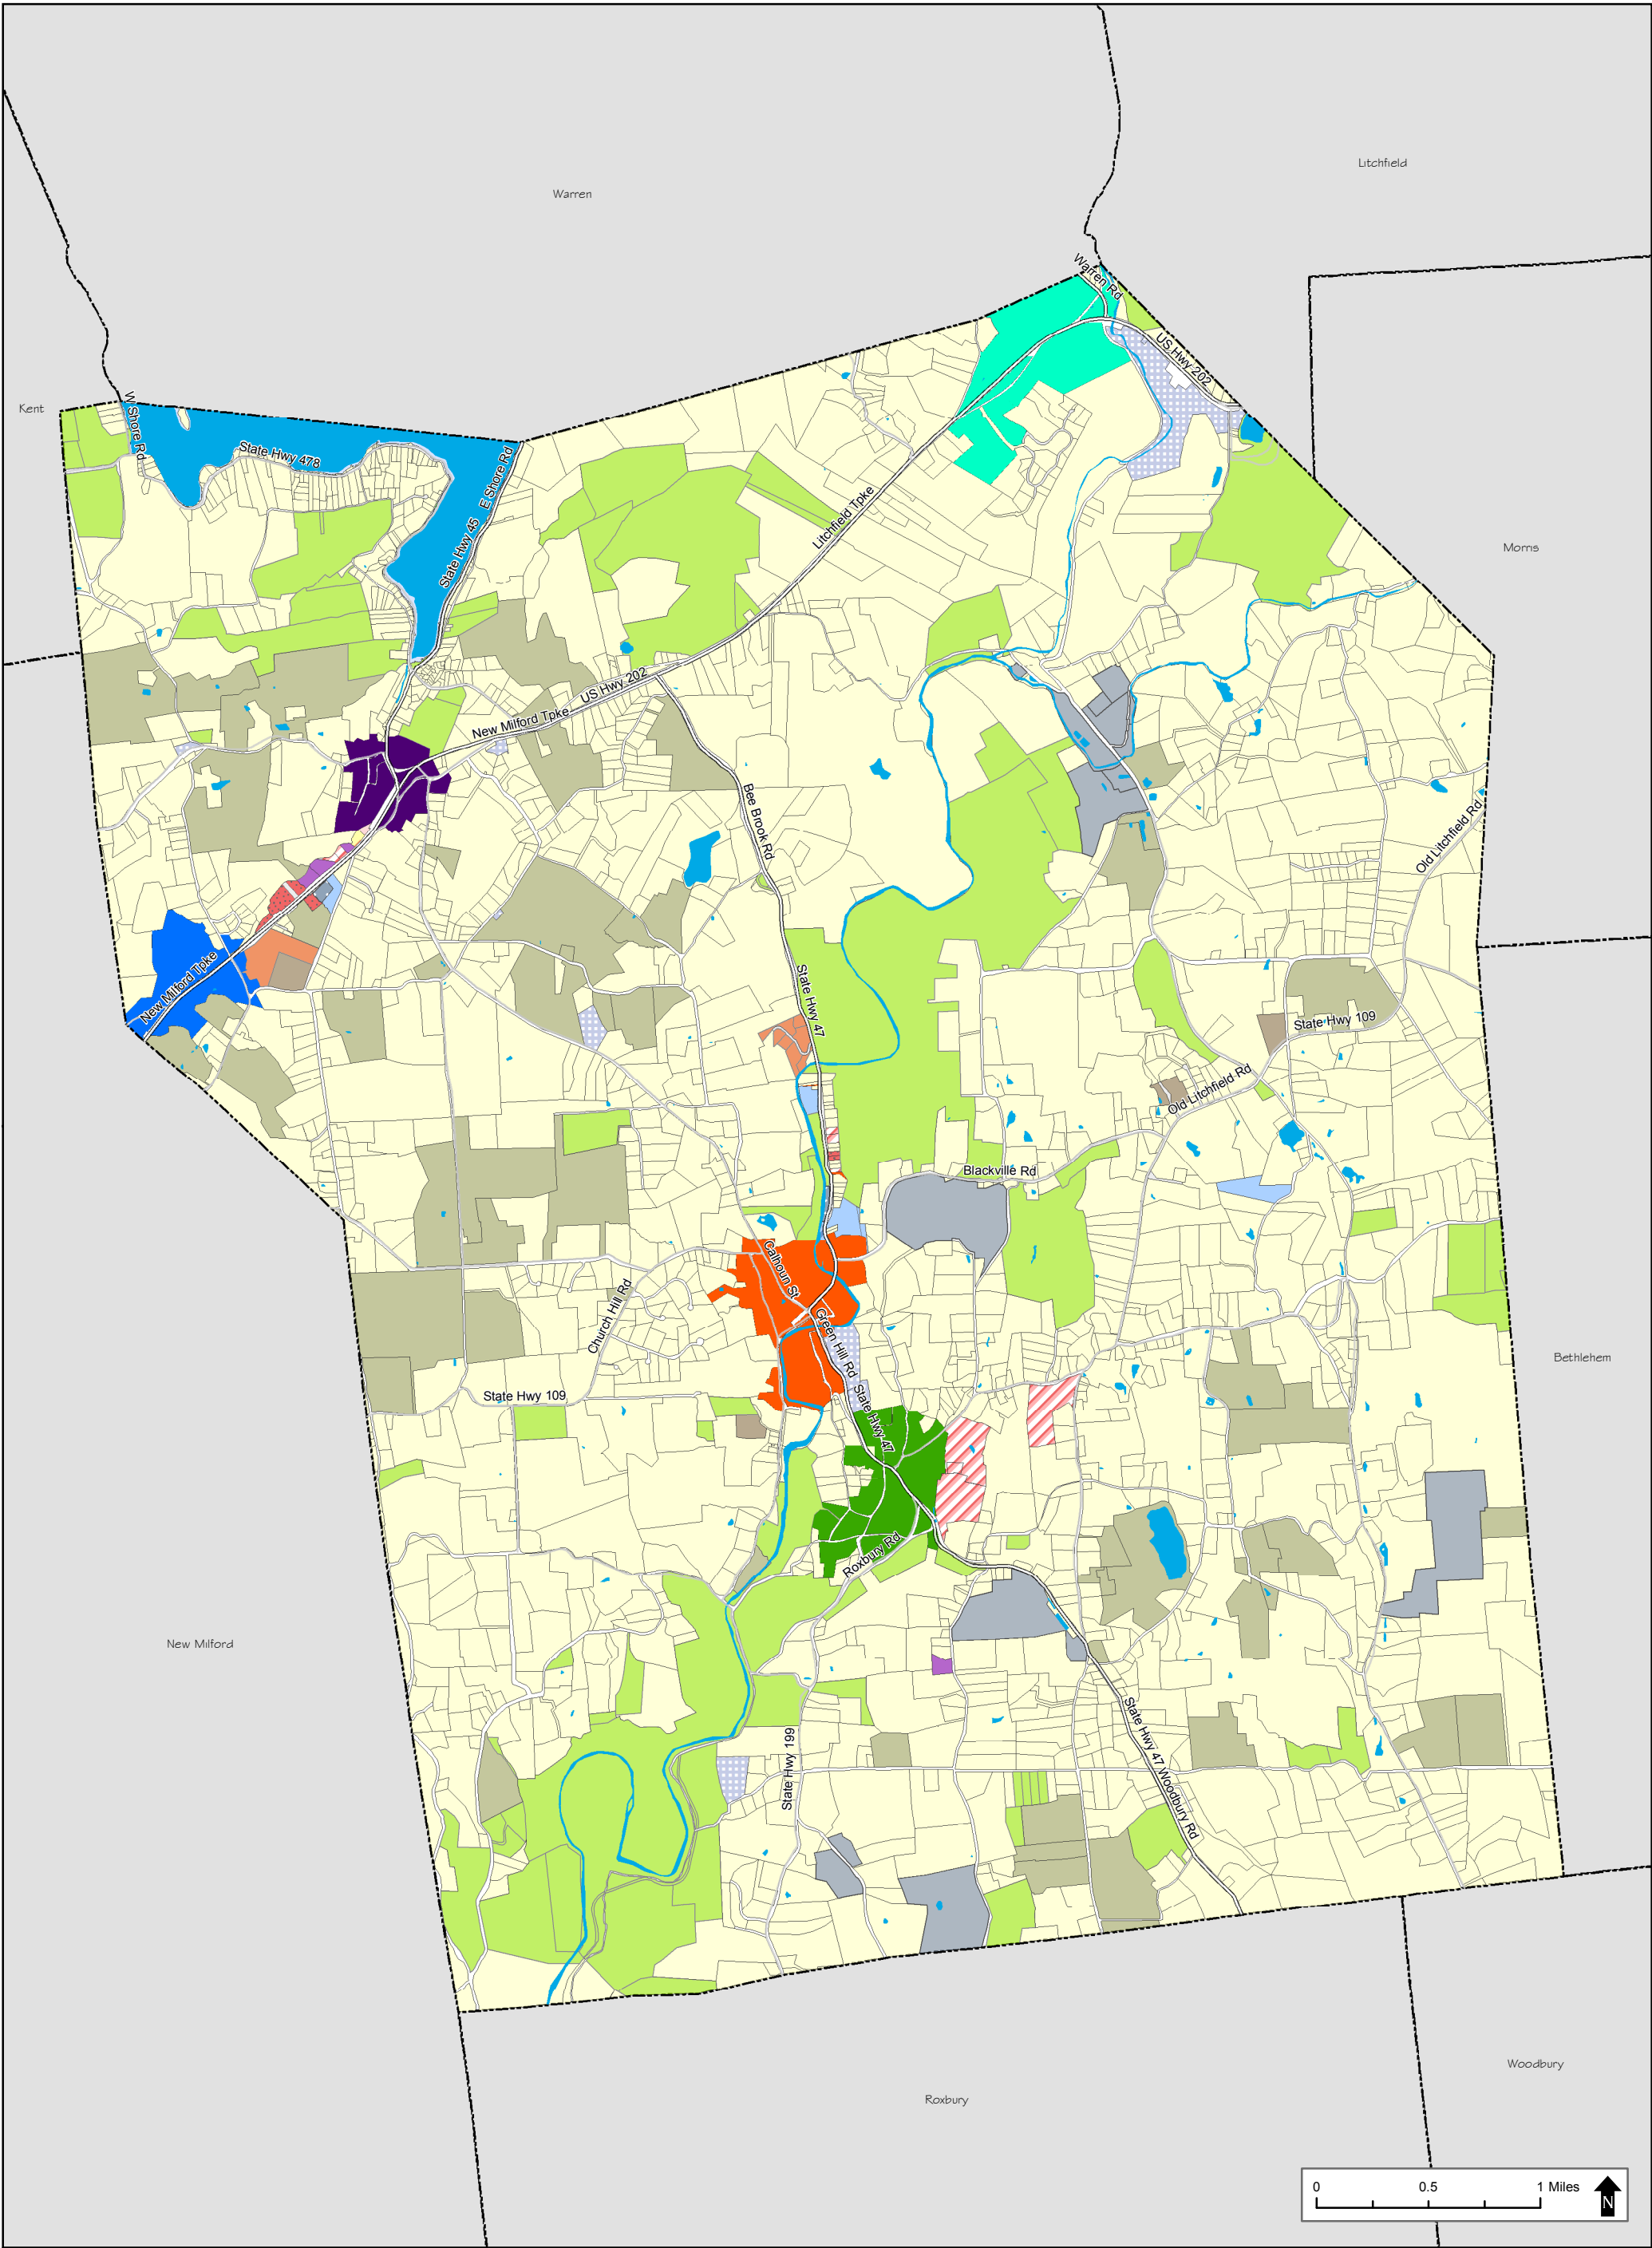 Litchfield
Warren
Warren Rd
US Hwy 202
Kent
W Shore Rd
State Hwy 478
E Shore Rd
State Hwy 45
Litchfield Tpke
Morris
US Hwy 202
New Milford Tpke
Bee Brook Rd
Old Litchfield Rd
New Milford Tpke
State Hwy 47
State Hwy 109
Old Litchfield Rd
Blackville Rd
Calhoun St
Church Hill Rd
Green Hill Rd
Bethlehem
State Hwy 109
State Hwy 47
Roxbury Rd
New Milford
State Hwy 47
Woodbury Rd
State Hwy 199
Woodbury
Roxbury
0 0.5 1 Miles
N